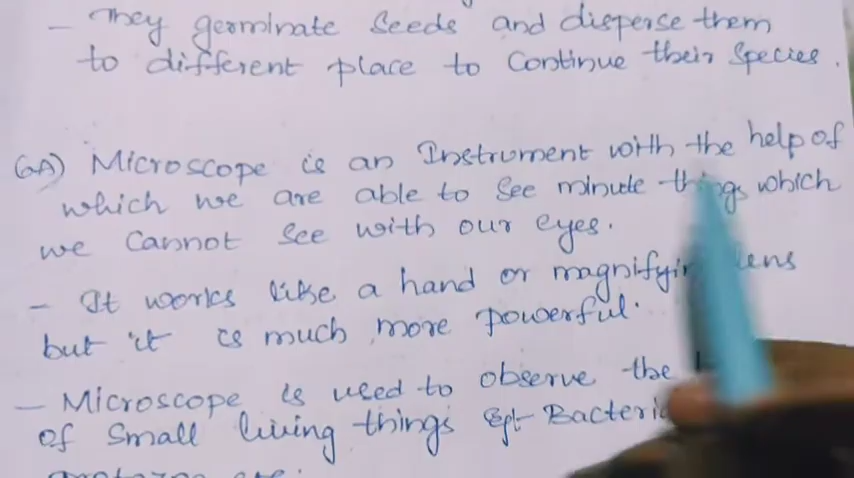 - They germinate seeds and disperse them
to different place to continue their species.
6A) Microscope is an Instrument with the help of
which we are able to see minute things which
we cannot see with our eyes.
- It works like a hand or magnifying lens
but it is much more powerful.
- Microscope is used to observe the
of small living things Bacteria